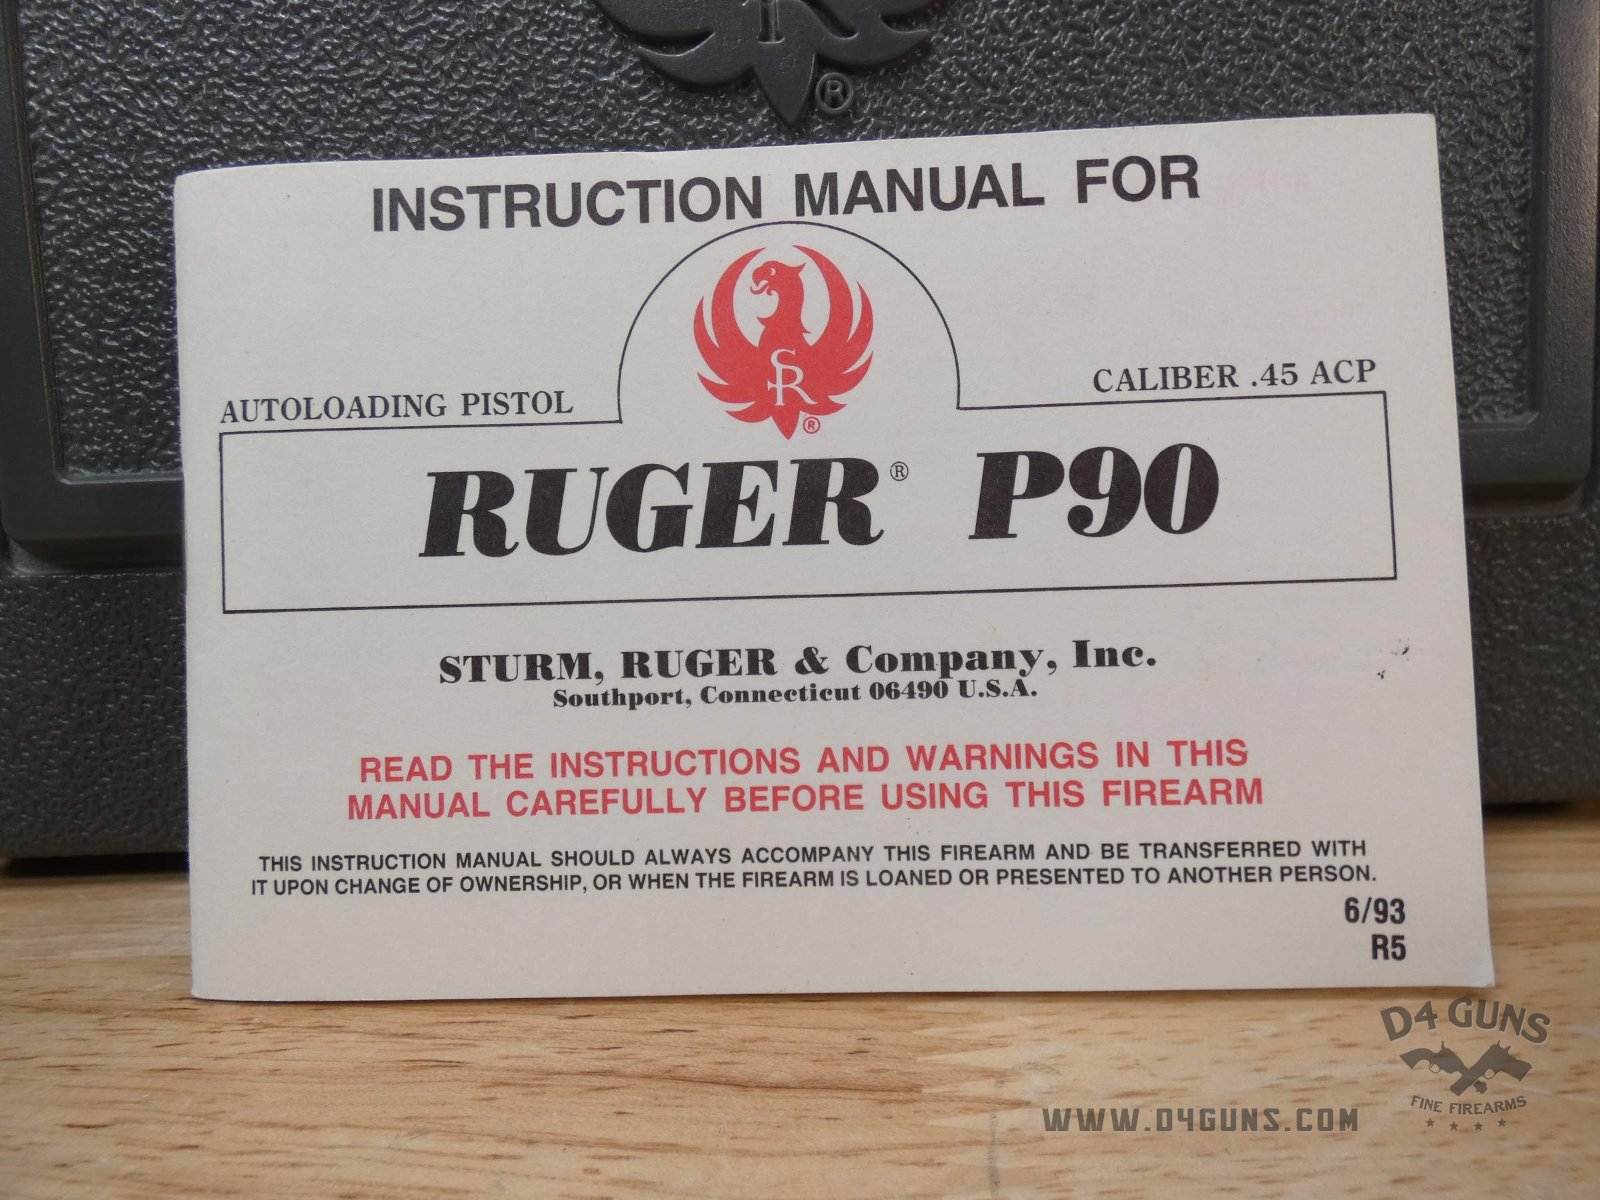 ®
INSTRUCTION MANUAL FOR
SR
®
AUTOLOADING PISTOL
CALIBER .45 ACP
RUGER® P90
STURM, RUGER & Company, Inc.
Southport, Connecticut 06490 U.S.A.
READ THE INSTRUCTIONS AND WARNINGS IN THIS
MANUAL CAREFULLY BEFORE USING THIS FIREARM
THIS INSTRUCTION MANUAL SHOULD ALWAYS ACCOMPANY THIS FIREARM AND BE TRANSFERRED WITH
IT UPON CHANGE OF OWNERSHIP, OR WHEN THE FIREARM IS LOANED OR PRESENTED TO ANOTHER PERSON.
6/93
R5
D4 GUNS
FINE FIREARMS
WWW.D4GUNS.COM